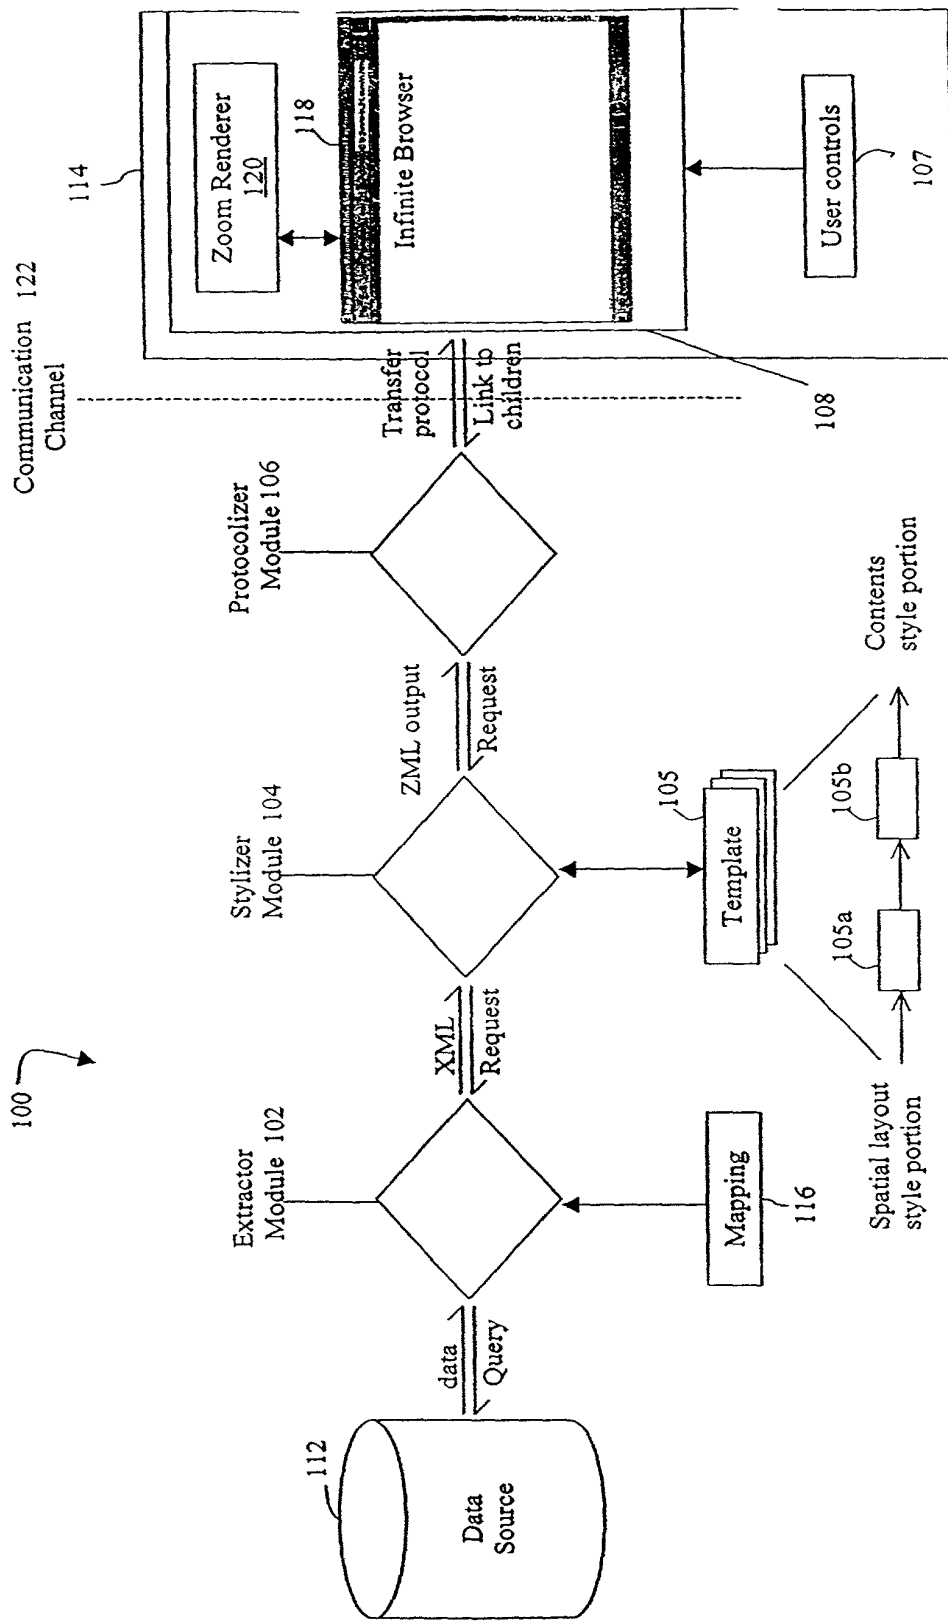 100
Communication 122
Channel
114
Zoom Renderer
120
118
Infinite Browser
User controls
107
108
Transfer
protocol
Link to
children
Protocolizer
Module 106
ZML output
Request
Stylizer
Module 104
XML
Request
Extractor
Module 102
data
Query
112
Data
Source
Mapping
116
Template
105
105a
105b
Spatial layout
style portion
Contents
style portion